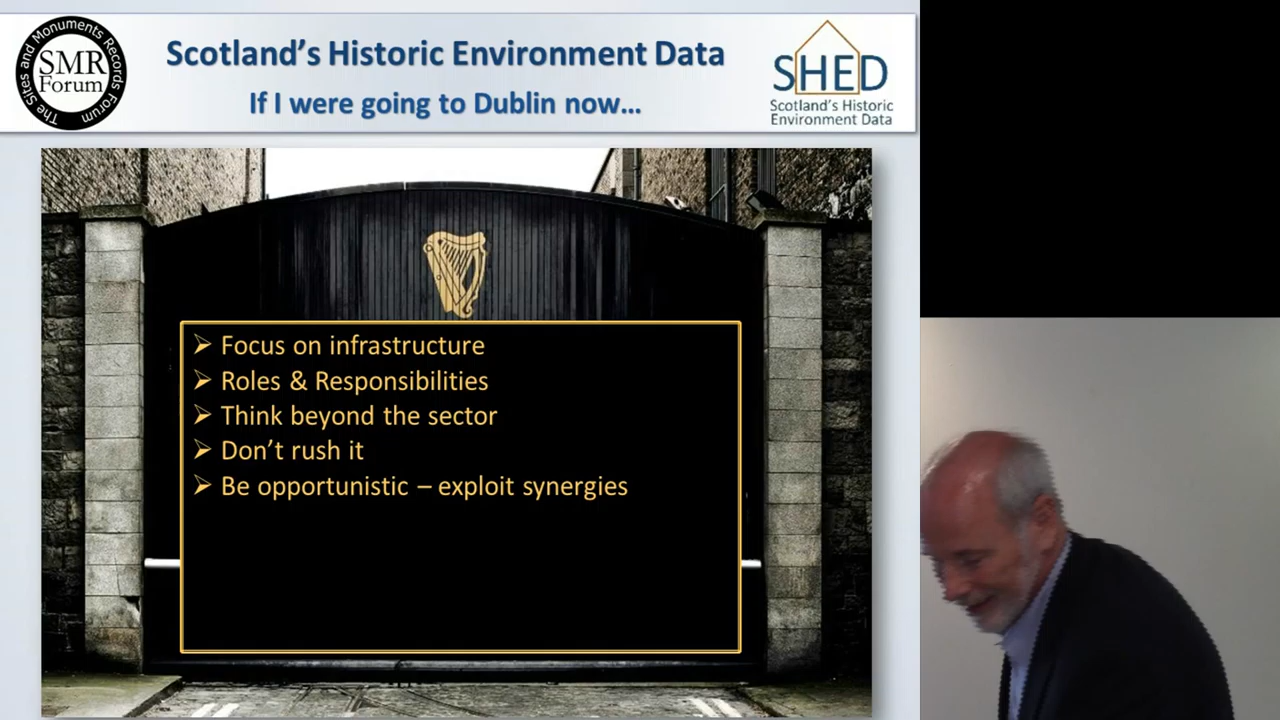 The Sites and Monuments Records Forum
SMR
Forum
Scotland's Historic Environment Data
If I were going to Dublin now...
SHED
Scotland's Historic
Environment Data
Focus on infrastructure
Roles & Responsibilities
Think beyond the sector
Don't rush it
Be opportunistic – exploit synergies